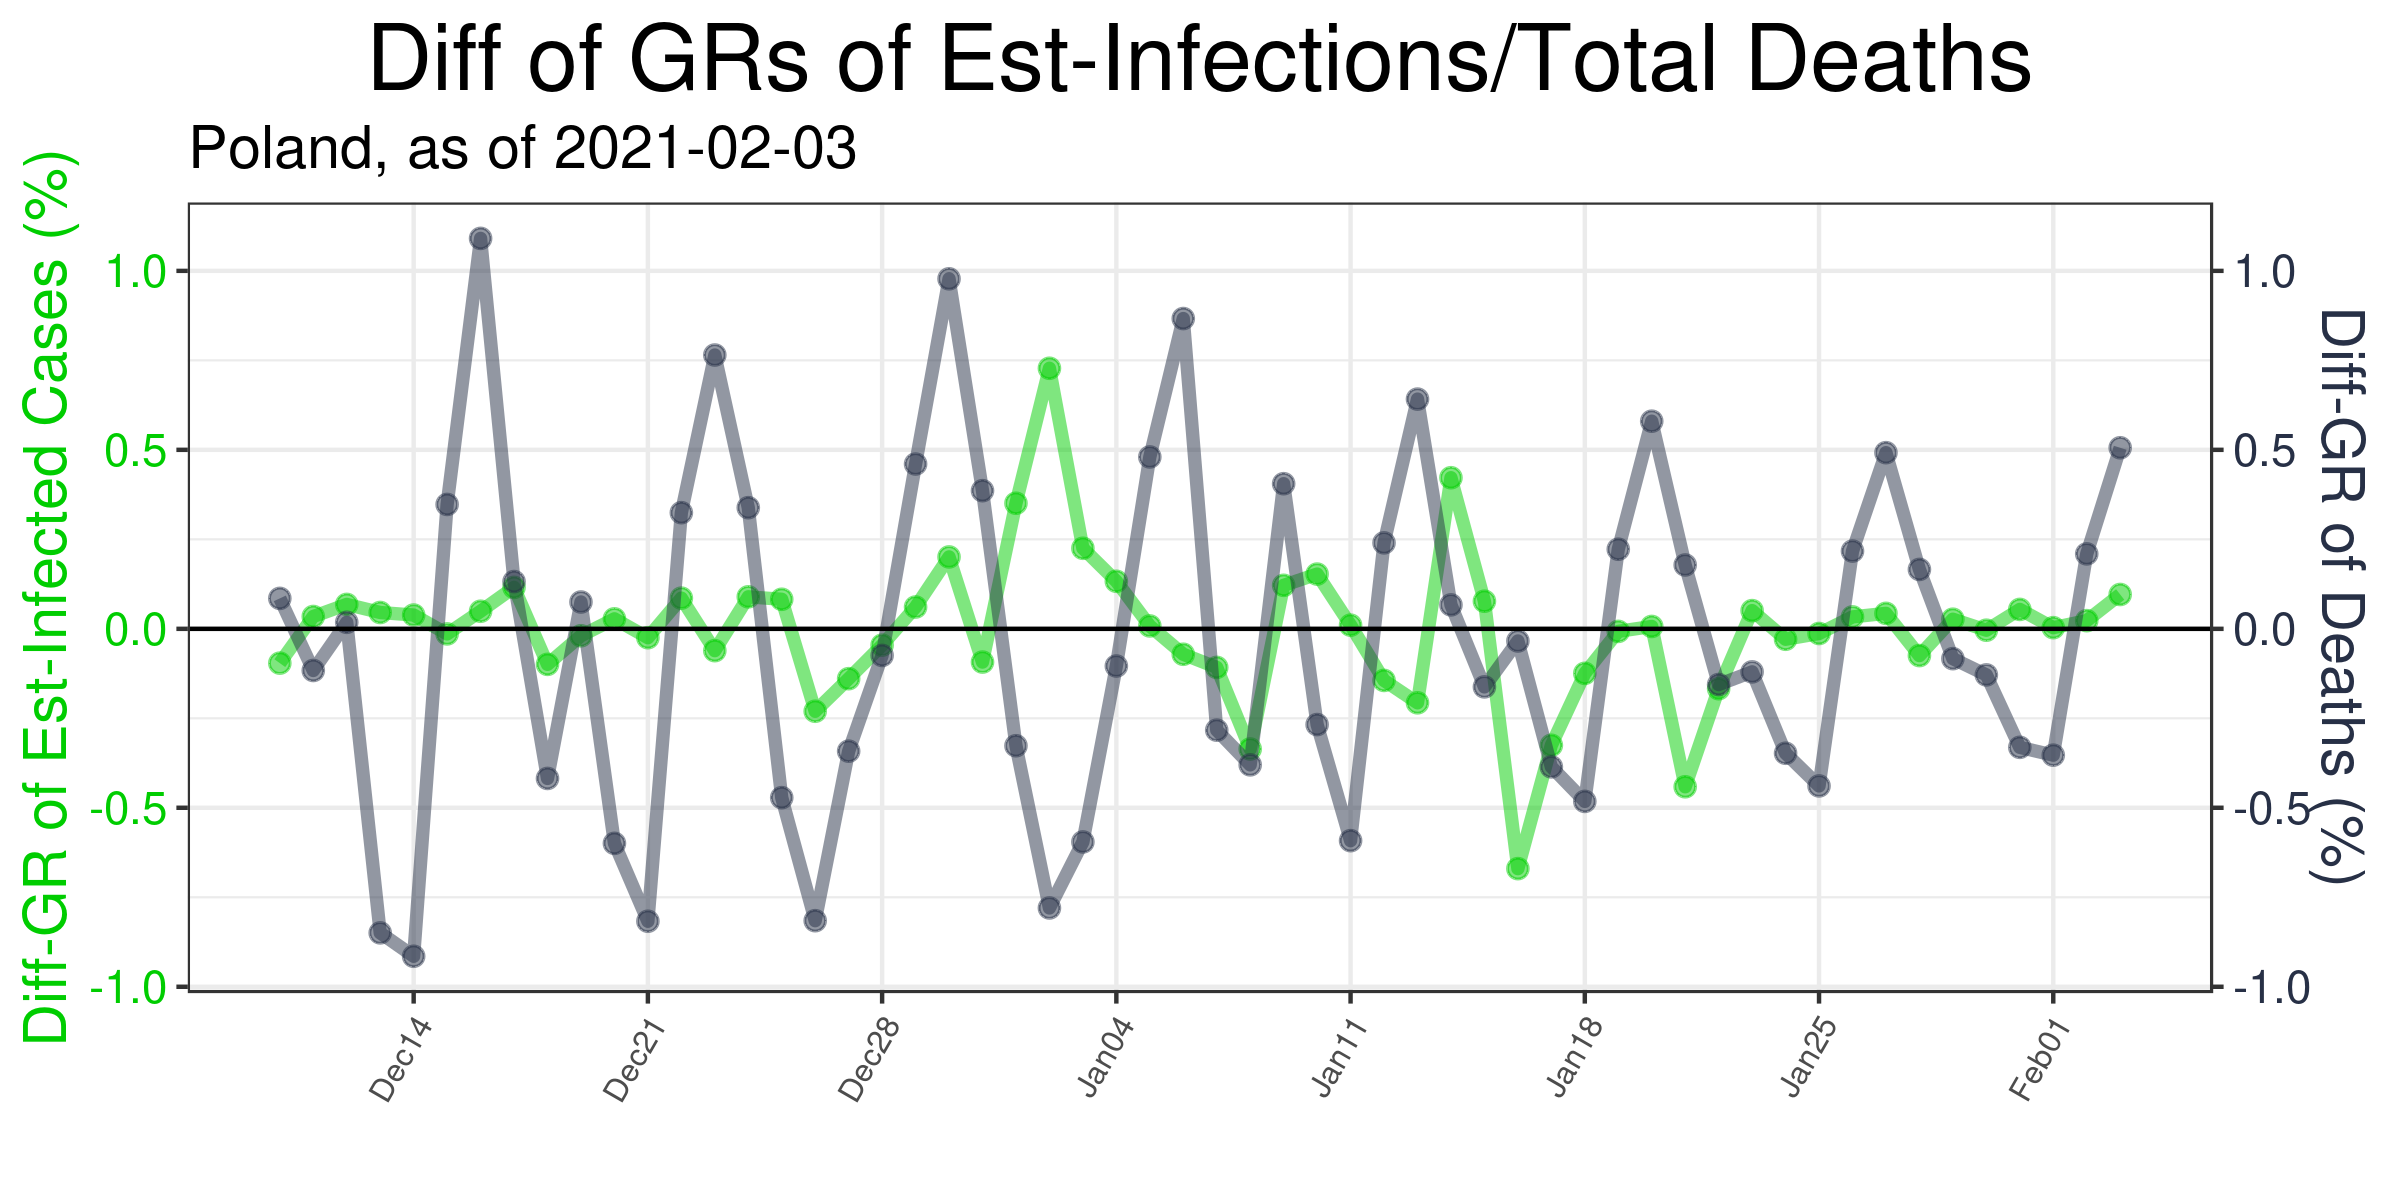 Diff of GRs of Est-Infections/Total Deaths
Poland, as of 2021-02-03
Diff-GR of Est-Infected Cases (%)
1.0
0.5
0.0
-0.5
-1.0
1.0
0.5
0.0
-0.5
-1.0
Diff-GR of Deaths (%)
Dec14
Dec21
Dec28
Jan04
Jan11
Jan18
Jan25
Feb01